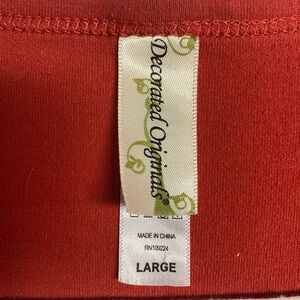 Decorated Originals®
MADE IN CHINA
RN109224
LARGE